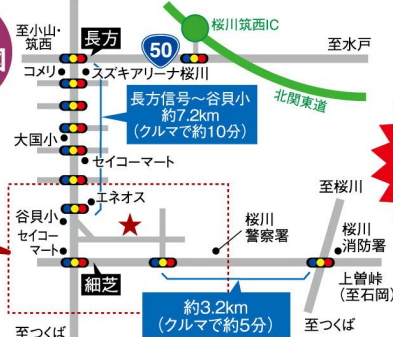 至小山・
筑西
長方
50
桜川筑西IC
至水戸
コメリ
スズキアリーナ桜川
北関東道
長方信号～谷貝小
約7.2km
(クルマで約10分)
大国小
セイコーマート
至桜川
エネオス
谷貝小
セイコー
マート
桜川
警察署
桜川
消防署
細芝
上曽峠
(至石岡)
約3.2km
(クルマで約5分)
至つくば
至つくば